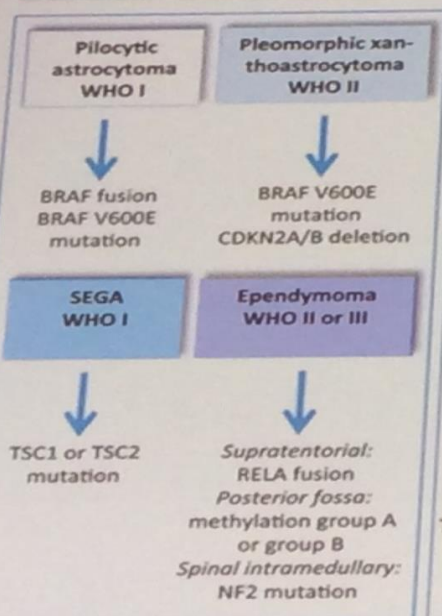 Pilocytic
astrocytoma
WHO I
BRAF fusion
BRAF V600E
mutation
Pleomorphic xan-
thoastrocytoma
WHO II
BRAF V600E
mutation
CDKN2A/B deletion
SEGA
WHO I
TSC1 or TSC2
mutation
Ependymoma
WHO II or III
Supratentorial:
RELA fusion
Posterior fossa:
methylation group A
or group B
Spinal intramedullary:
NF2 mutation